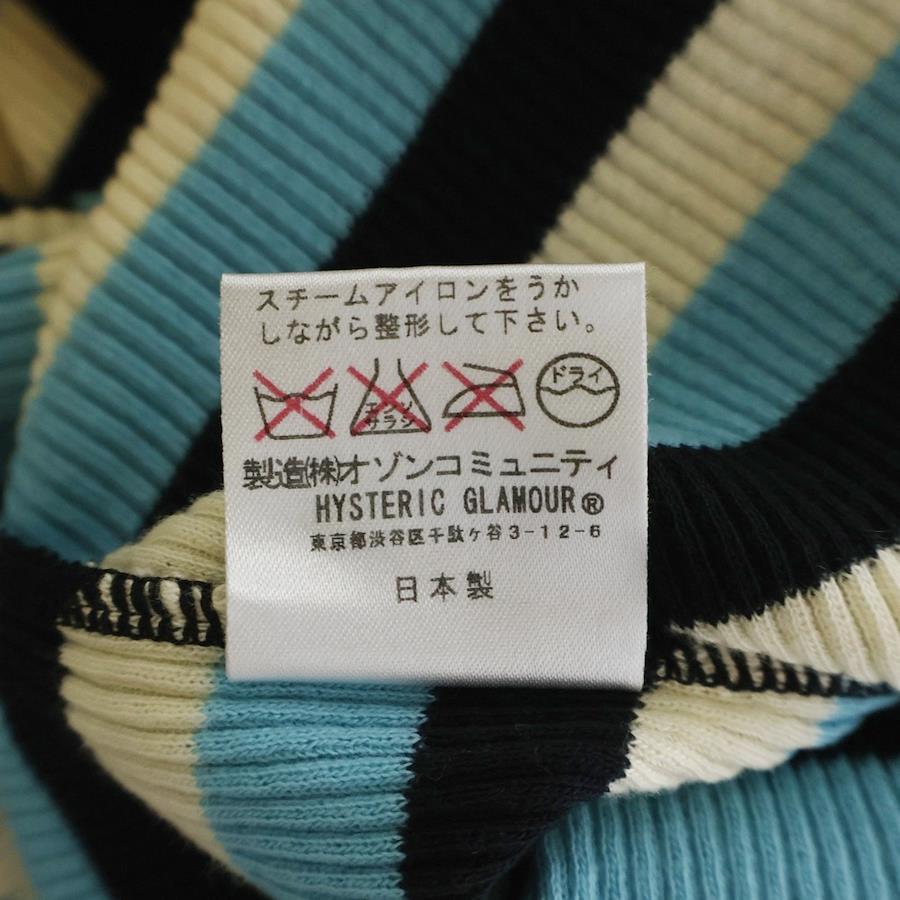 スチームアイロンをうか
しながら整形して下さい。
エンソ
サラシ
ドライ
製造(株)オゾンコミュニティ
HYSTERIC GLAMOUR®
東京都渋谷区千駄ヶ谷3-12-6
日本製